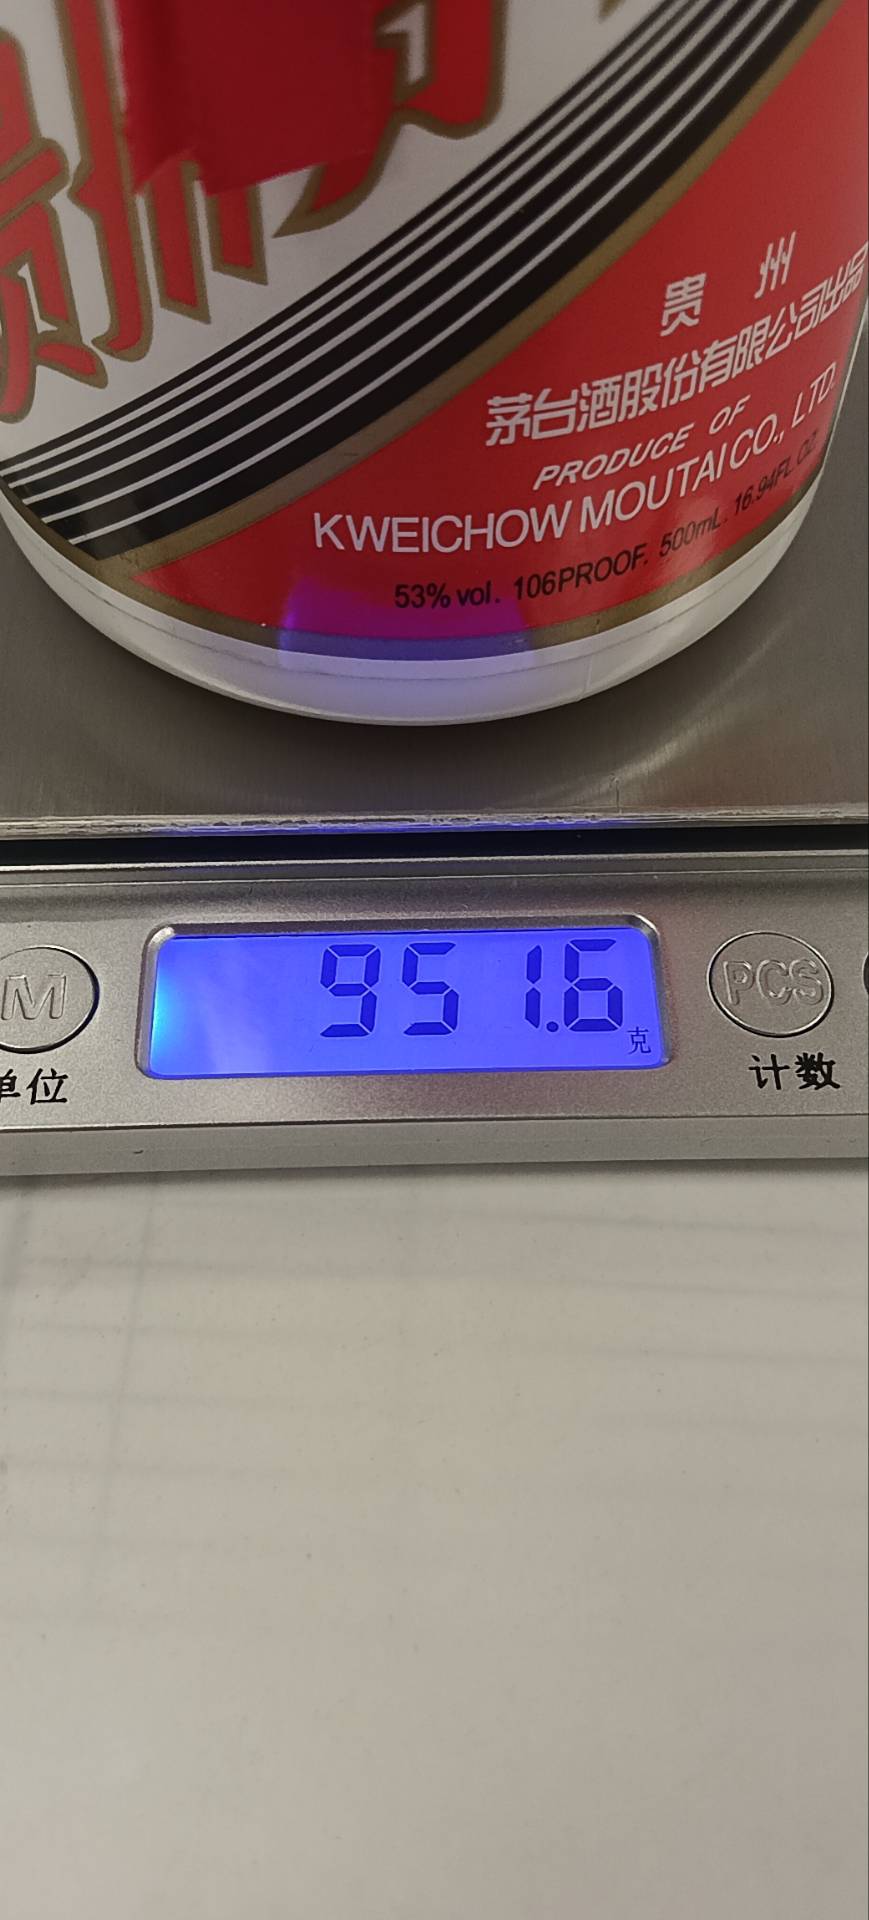 贵州
茅台酒股份有限公司出品
PRODUCE OF
KWEICHOW MOUTAI CO., LTD.
53% vol. 106PROOF. 500mL. 16.94FL.OZ.
951.6
克
M
PCS
单位
计数